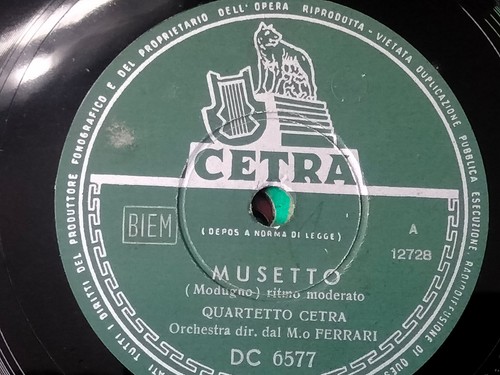 TUTTI I DIRITTI DEL PRODUTTORE FONOGRAFICO E DEL PROPRIETARIO DELL'OPERA RIPRODOTTA - VIETATA DUPLICAZIONE PUBBLICA ESECUZIONE, RADIODIFFUSIONE DI
CETRA
BIEM
(DEPOS A NORMA DI LEGGE)
A
12728
MUSETTO
(Modugno) ritmo moderato
QUARTETTO CETRA
Orchestra dir. dal M.o FERRARI
DC 6577